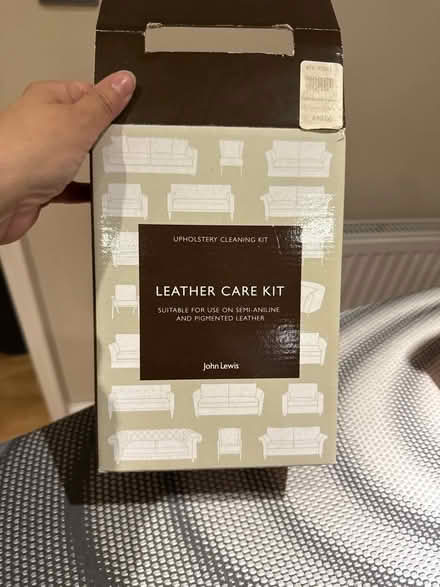 UPHOLSTERY CLEANING KIT
LEATHER CARE KIT
SUITABLE FOR USE ON SEMI-ANILINE
AND PIGMENTED LEATHER
John Lewis